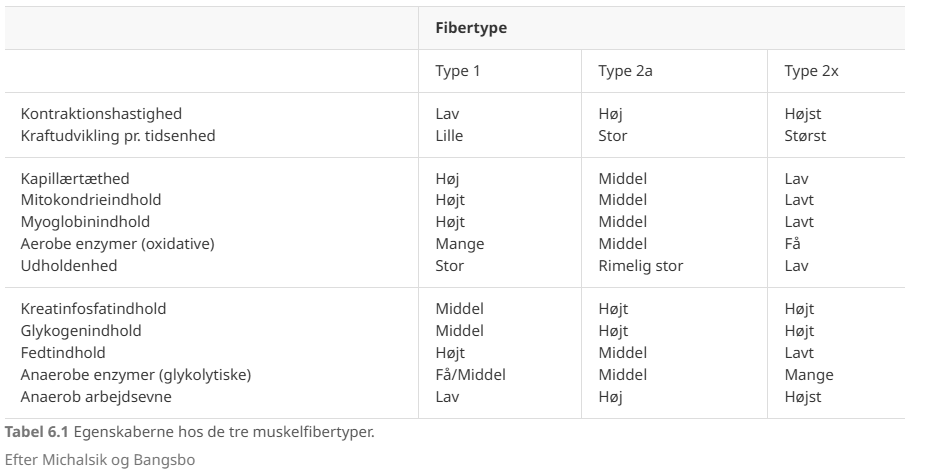 Fibertype
Type 1 Type 2a Type 2x
Kontraktionshastighed Lav Høj Højst
Kraftudvikling pr. tidsenhed Lille Stor Størst
Kapillærtæthed Høj Middel Lav
Mitokondrieindhold Højt Middel Lavt
Myoglobinindhold Højt Middel Lavt
Aerobe enzymer (oxidative) Mange Middel Få
Udholdenhed Stor Rimelig stor Lav
Kreatinfosfatindhold Middel Højt Højt
Glykogenindhold Middel Højt Højt
Fedtindhold Højt Middel Lavt
Anaerobe enzymer (glykolytiske) Få/Middel Middel Mange
Anaerob arbejdsevne Lav Høj Højst
Tabel 6.1 Egenskaberne hos de tre muskelfibertyper.
Efter Michalsik og Bangsbo